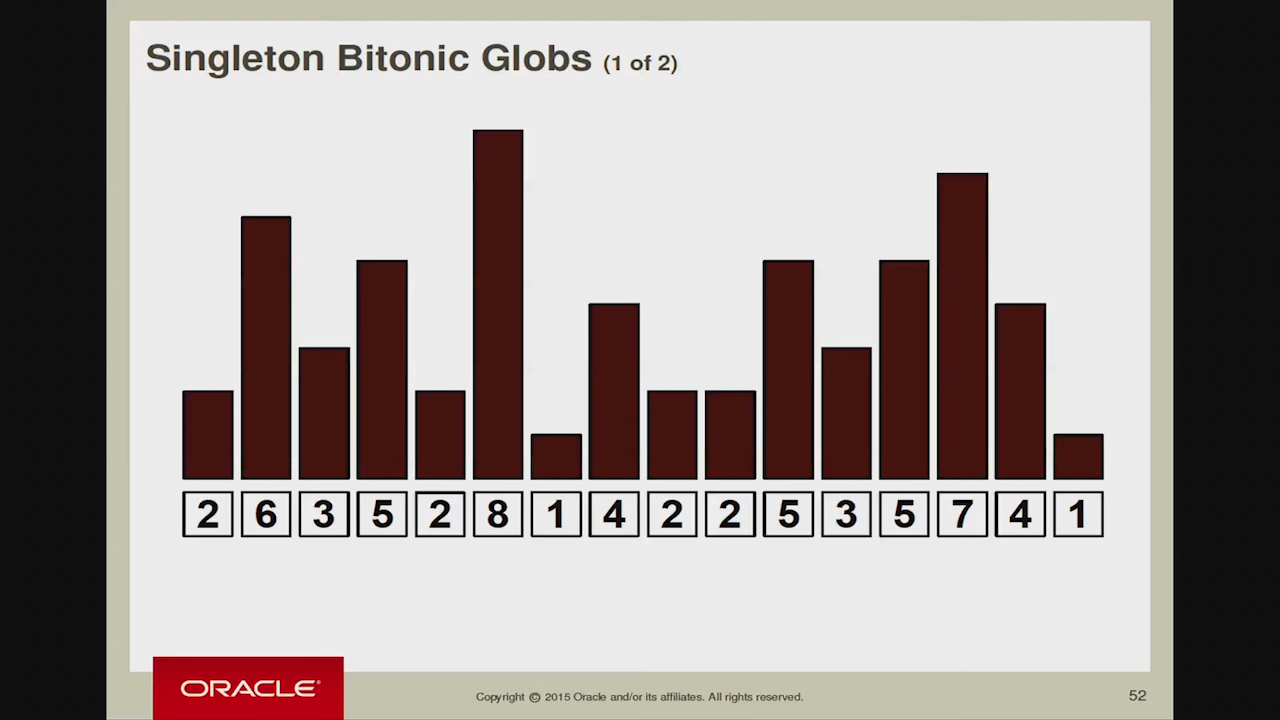 Singleton Bitonic Globs (1 of 2)
2 6 3 5 2 8 1 4 2 2 5 3 5 7 4 1
ORACLE®
Copyright © 2015 Oracle and/or its affiliates. All rights reserved.
52